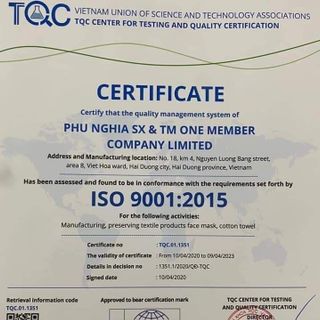 TQC VIETNAM UNION OF SCIENCE AND TECHNOLOGY ASSOCIATIONS
TQC CENTER FOR TESTING AND QUALITY CERTIFICATION
CERTIFICATE
Certify that the quality management system of
PHU NGHIA SX & TM ONE MEMBER
COMPANY LIMITED
Address and Manufacturing location: No. 18, km 4, Nguyen Luong Bang street,
area 8, Viet Hoa ward, Hai Duong city, Hai Duong province, Vietnam
Has been assessed and found to be in conformance with the requirements set forth by
ISO 9001:2015
For the following activities:
Manufacturing, preserving textile products face mask, cotton towel
Certificate no : TQC.01.1351
The validity of certificate : From 10/04/2020 to 09/04/2023
Details in decision no : 1351.1/2020/QĐ-TQC
Signed date : 10/04/2020
Retrieval information code Approved to bear certification mark TQC CENTER FOR TESTING
TQC.01.1351 AND QUALITY CERTIFICATION
DIRECTOR